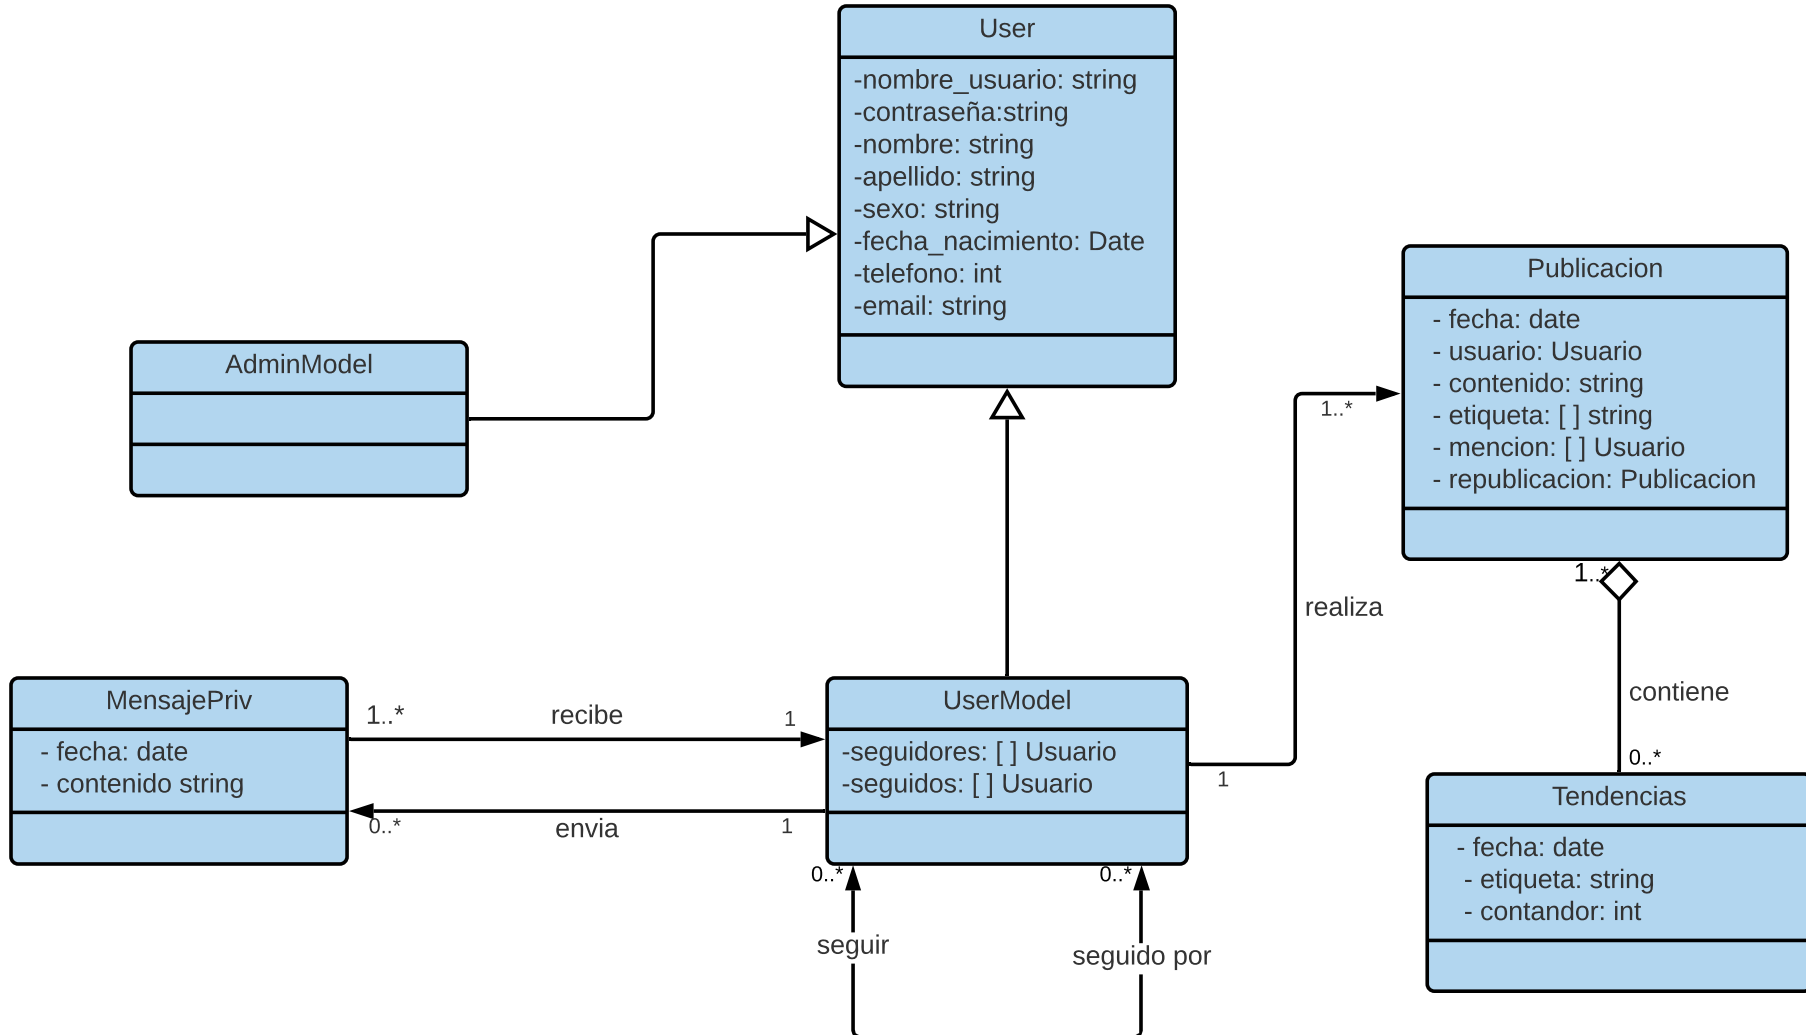 User
-nombre_usuario: string
-contraseña:string
-nombre: string
-apellido: string
-sexo: string
-fecha_nacimiento: Date
-telefono: int
-email: string
AdminModel
Publicacion
- fecha: date
- usuario: Usuario
- contenido: string
- etiqueta: [ ] string
- mencion: [ ] Usuario
- republicacion: Publicacion
1..*
realiza
1
1..*
contiene
0..*
MensajePriv
- fecha: date
- contenido string
1..*
recibe
1
0..*
envia
1
UserModel
-seguidores: [ ] Usuario
-seguidos: [ ] Usuario
0..*
0..*
seguir
seguido por
Tendencias
- fecha: date
- etiqueta: string
- contandor: int